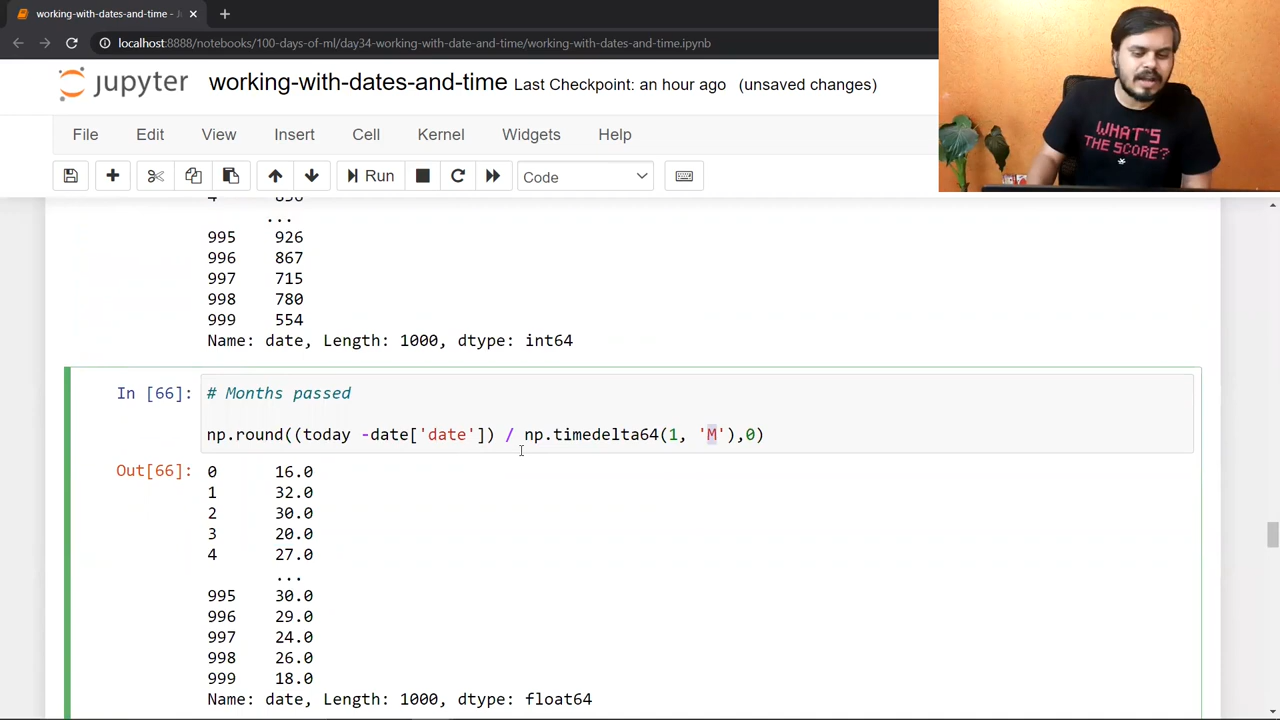 working-with-dates-and-time - J
localhost:8888/notebooks/100-days-of-ml/day34-working-with-date-and-time/working-with-dates-and-time.ipynb
jupyter working-with-dates-and-time Last Checkpoint: an hour ago (unsaved changes)
WHAT'S
THE SCORE?
File Edit View Insert Cell Kernel Widgets Help
Run Code
...
995 926
996 867
997 715
998 780
999 554
Name: date, Length: 1000, dtype: int64
In [66]: # Months passed
np.round((today -date['date']) / np.timedelta64(1, 'M'),0)
Out[66]: 0 16.0
1 32.0
2 30.0
3 20.0
4 27.0
...
995 30.0
996 29.0
997 24.0
998 26.0
999 18.0
Name: date, Length: 1000, dtype: float64